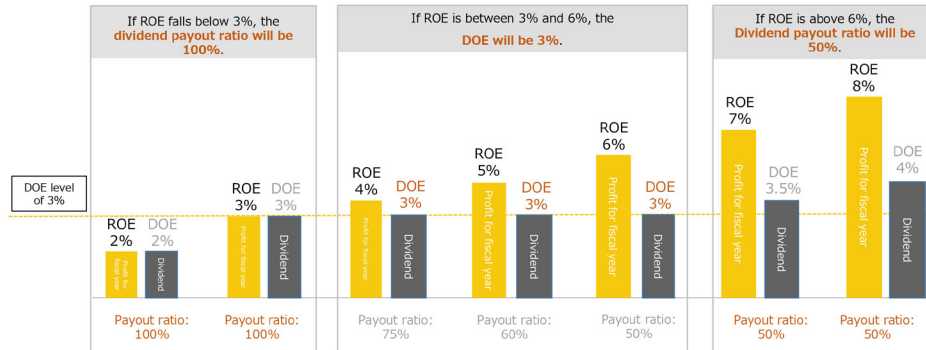 If ROE falls below 3%, the
dividend payout ratio will be
100%.
If ROE is between 3% and 6%, the
DOE will be 3%.
If ROE is above 6%, the
Dividend payout ratio will be
50%.
DOE level
of 3%
ROE
2%
DOE
2%
Profit for
fiscal year
Dividend
ROE
3%
DOE
3%
Profit for fiscal year
Dividend
ROE
4%
DOE
3%
Profit for fiscal year
Dividend
ROE
5%
DOE
3%
Profit for
fiscal year
Dividend
ROE
6%
DOE
3%
Profit for
fiscal year
Dividend
ROE
7%
DOE
3.5%
Profit for fiscal year
Dividend
ROE
8%
DOE
4%
Profit for fiscal year
Dividend
Payout ratio:
100%
Payout ratio:
100%
Payout ratio:
75%
Payout ratio:
60%
Payout ratio:
50%
Payout ratio:
50%
Payout ratio:
50%